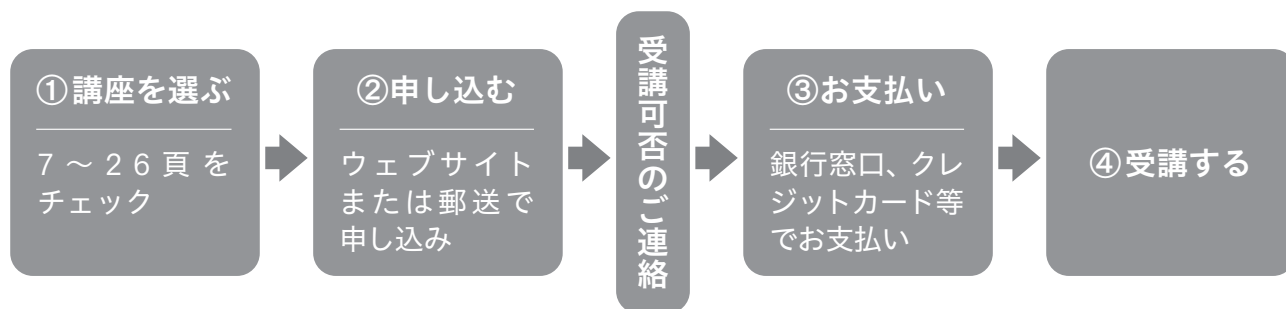 ①講座を選ぶ
7〜26頁を
チェック
②申し込む
ウェブサイト
または郵送で
申し込み
受講可否のご連絡
③お支払い
銀行窓口、クレ
ジットカード等
でお支払い
④受講する